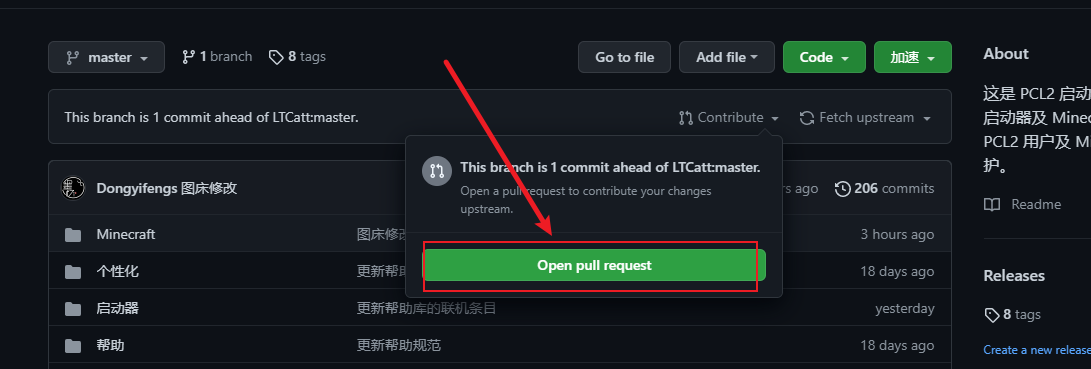 master
1 branch
8 tags
Go to file
Add file
Code
加速
About
这是 PCL2 启动
启动器及 Minec
PCL2 用户及 M
护。
This branch is 1 commit ahead of LTCatt:master.
Contribute
Fetch upstream
This branch is 1 commit ahead of LTCatt:master.
Open a pull request to contribute your changes
upstream.
Open pull request
Dongyifengs 图床修改
rs ago
206 commits
Readme
Minecraft
图床修改
3 hours ago
个性化
更新帮助
18 days ago
Releases
启动器
更新帮助库的联机条目
yesterday
8 tags
帮助
更新帮助规范
18 days ago
Create a new release